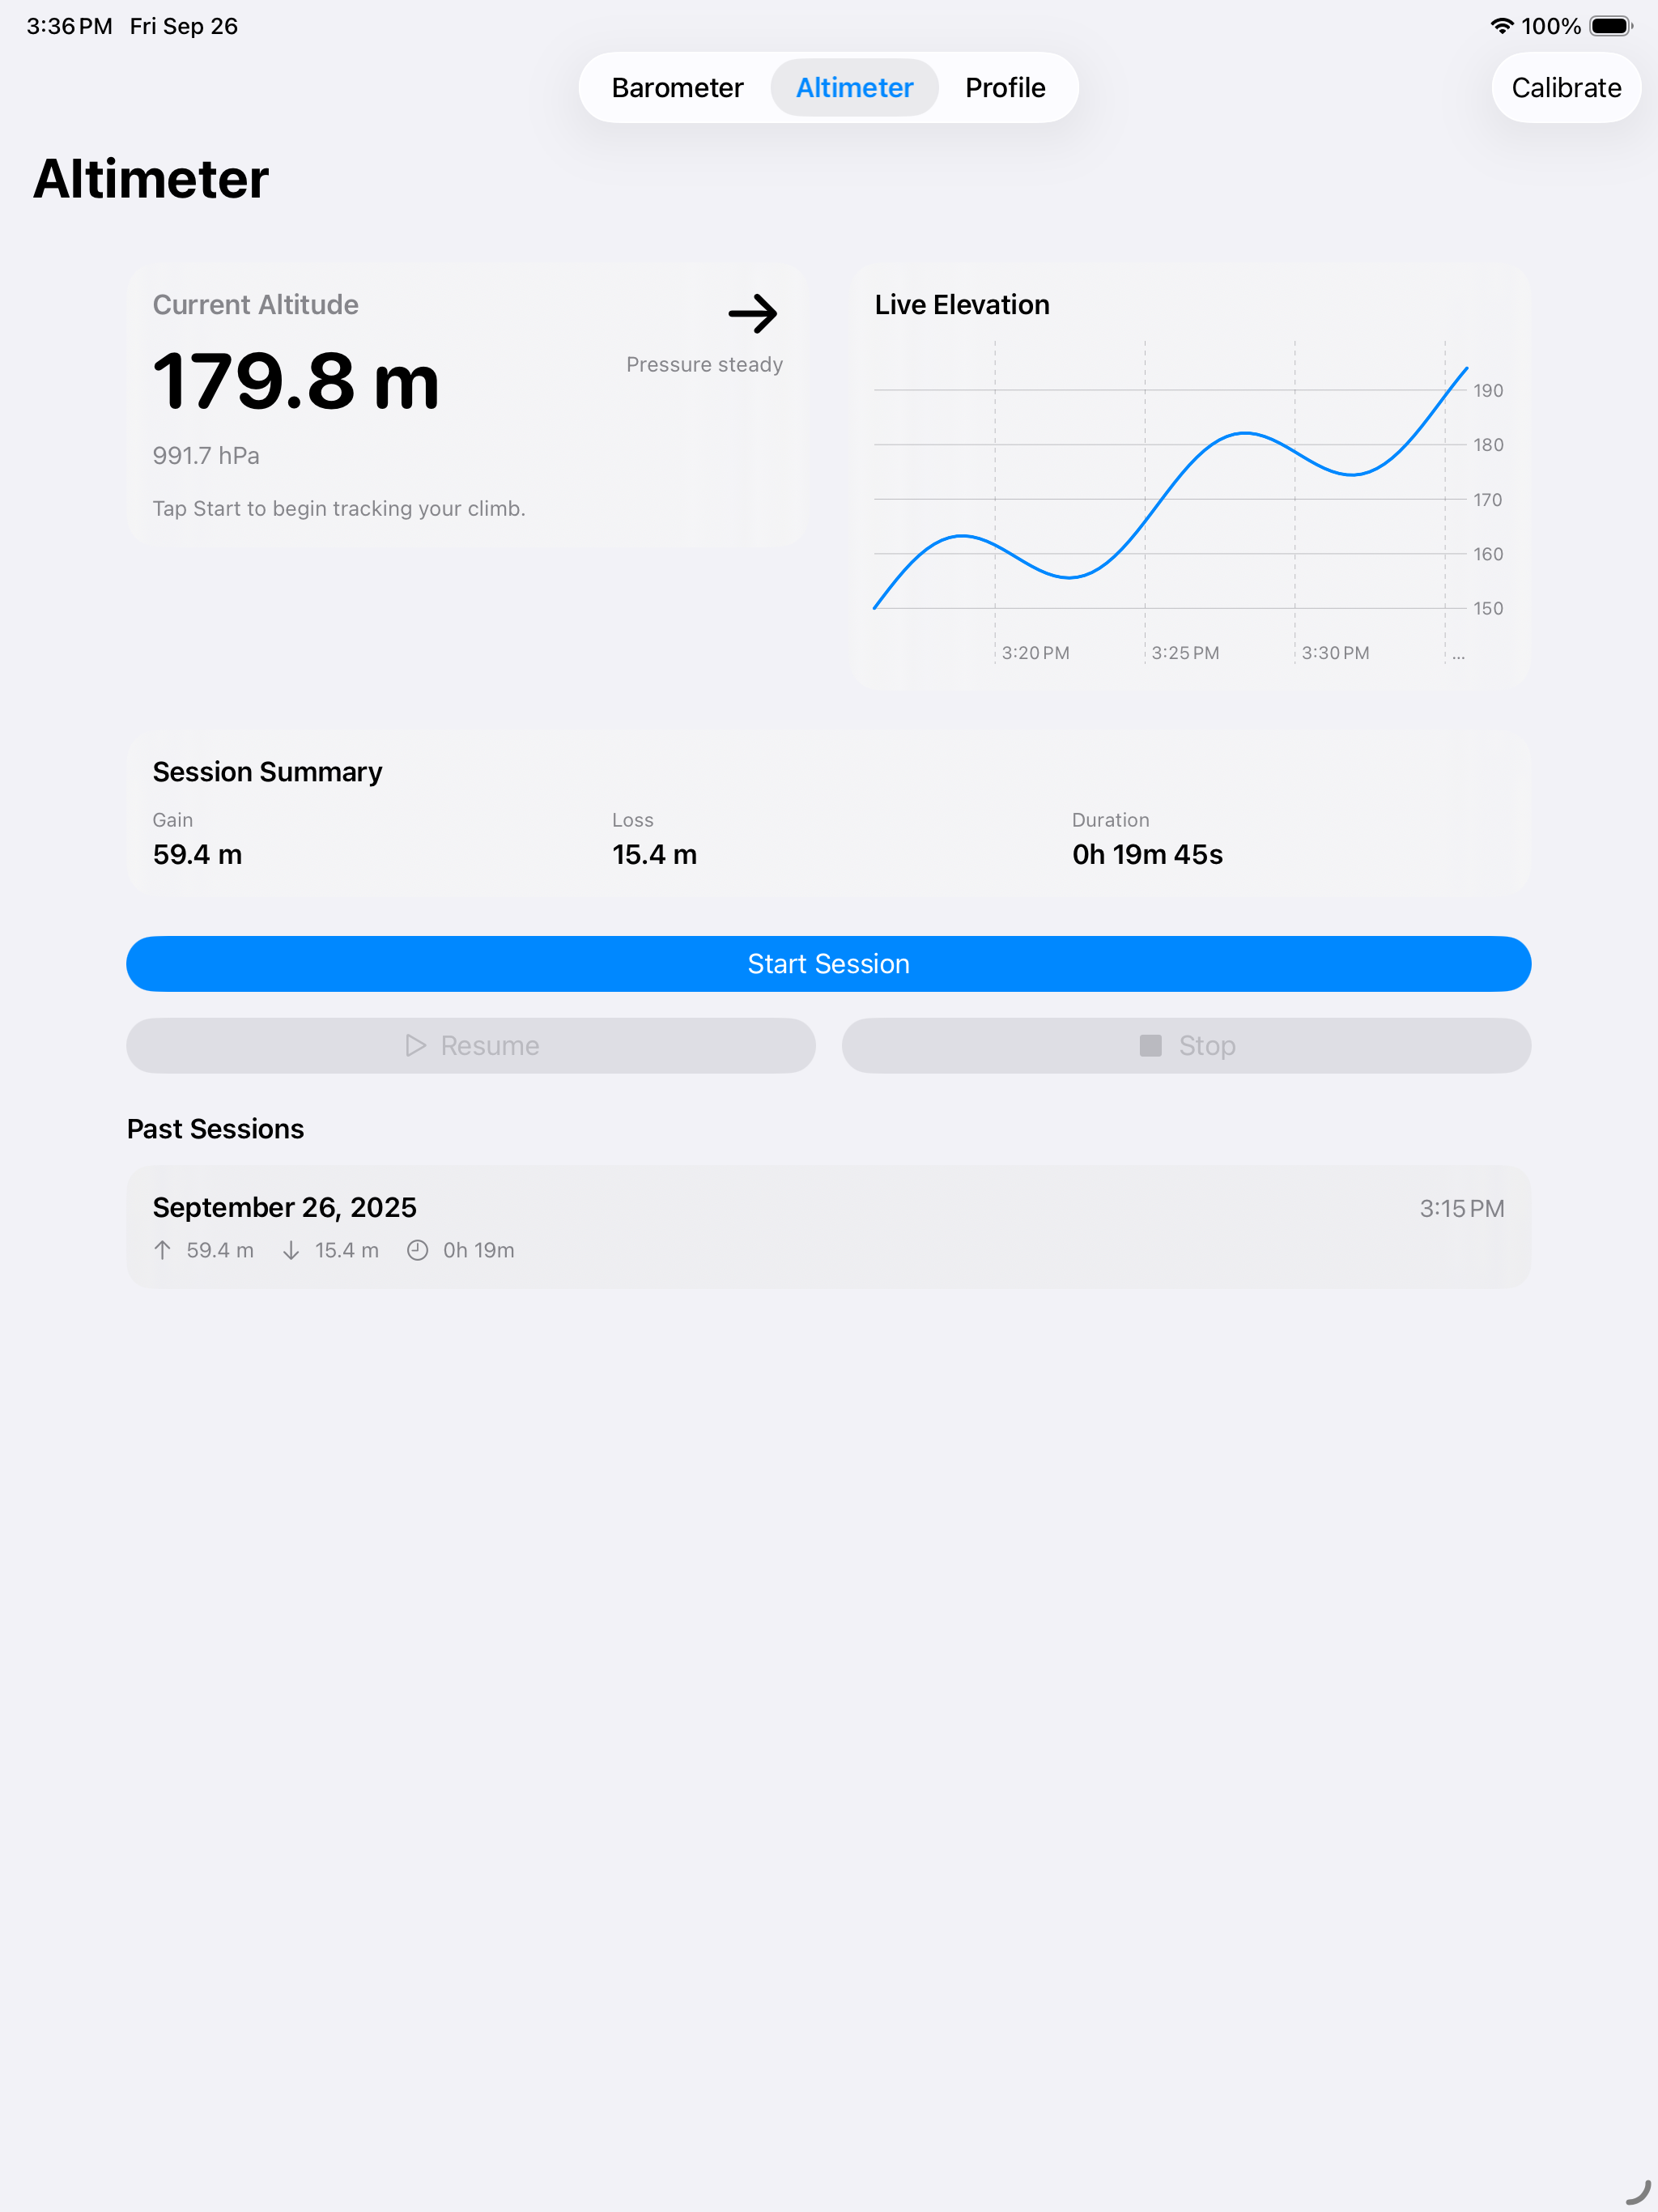 3:36 PM Fri Sep 26
100%
Barometer Altimeter Profile
Calibrate
Altimeter
Current Altitude
179.8 m
Pressure steady
991.7 hPa
Tap Start to begin tracking your climb.
Live Elevation
190
180
170
160
150
3:20 PM 3:25 PM 3:30 PM ...
Session Summary
Gain Loss Duration
59.4 m 15.4 m 0h 19m 45s
Start Session
Resume Stop
Past Sessions
September 26, 2025 3:15 PM
59.4 m 15.4 m 0h 19m